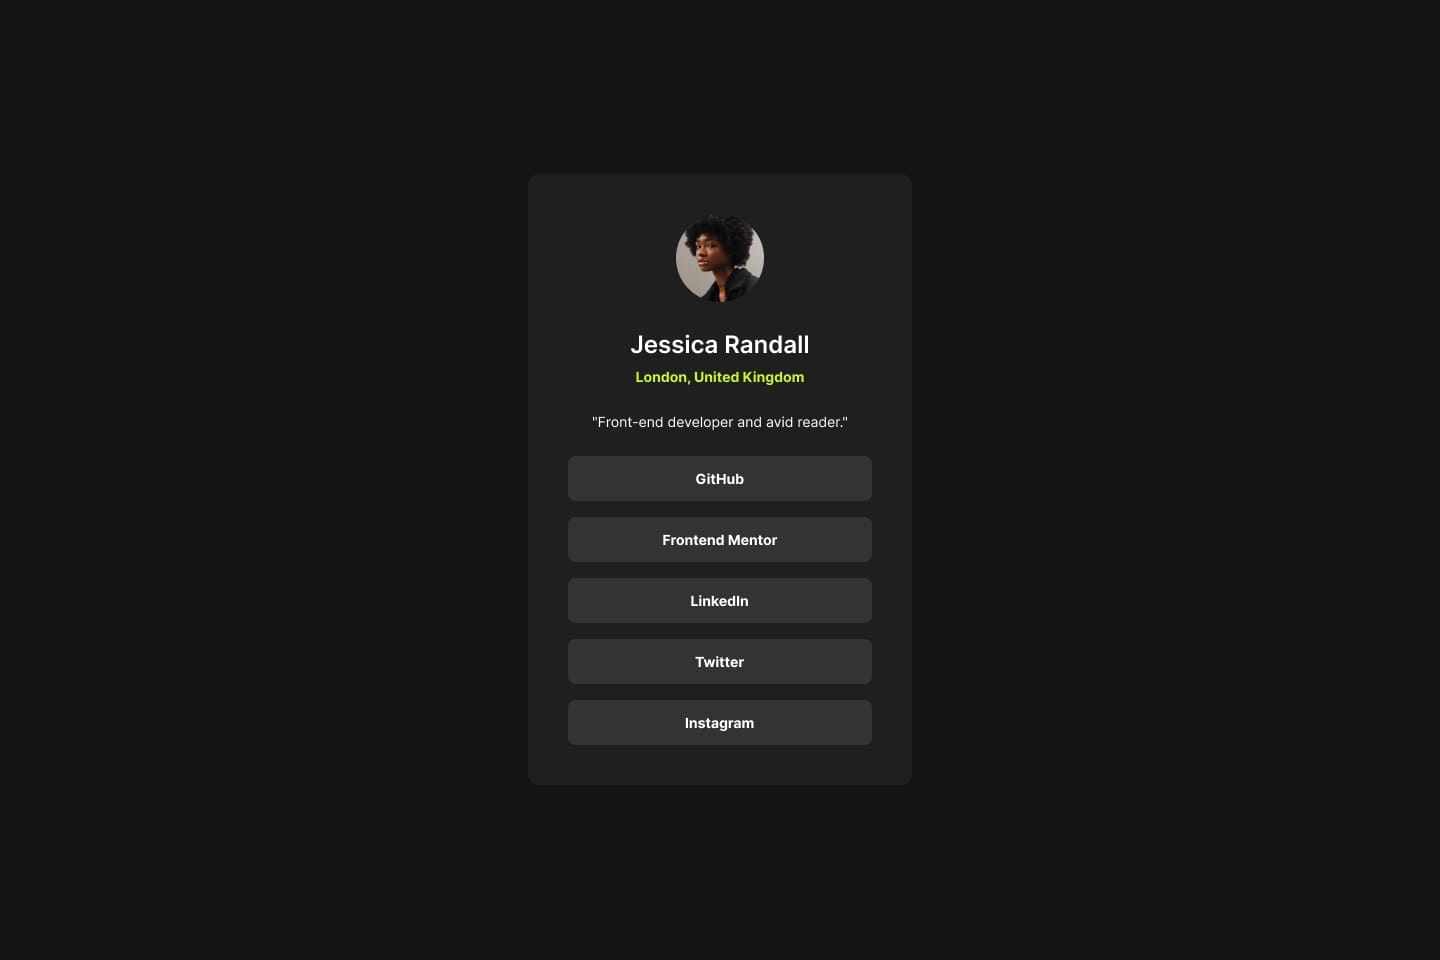 Jessica Randall
London, United Kingdom
"Front-end developer and avid reader."
GitHub
Frontend Mentor
LinkedIn
Twitter
Instagram